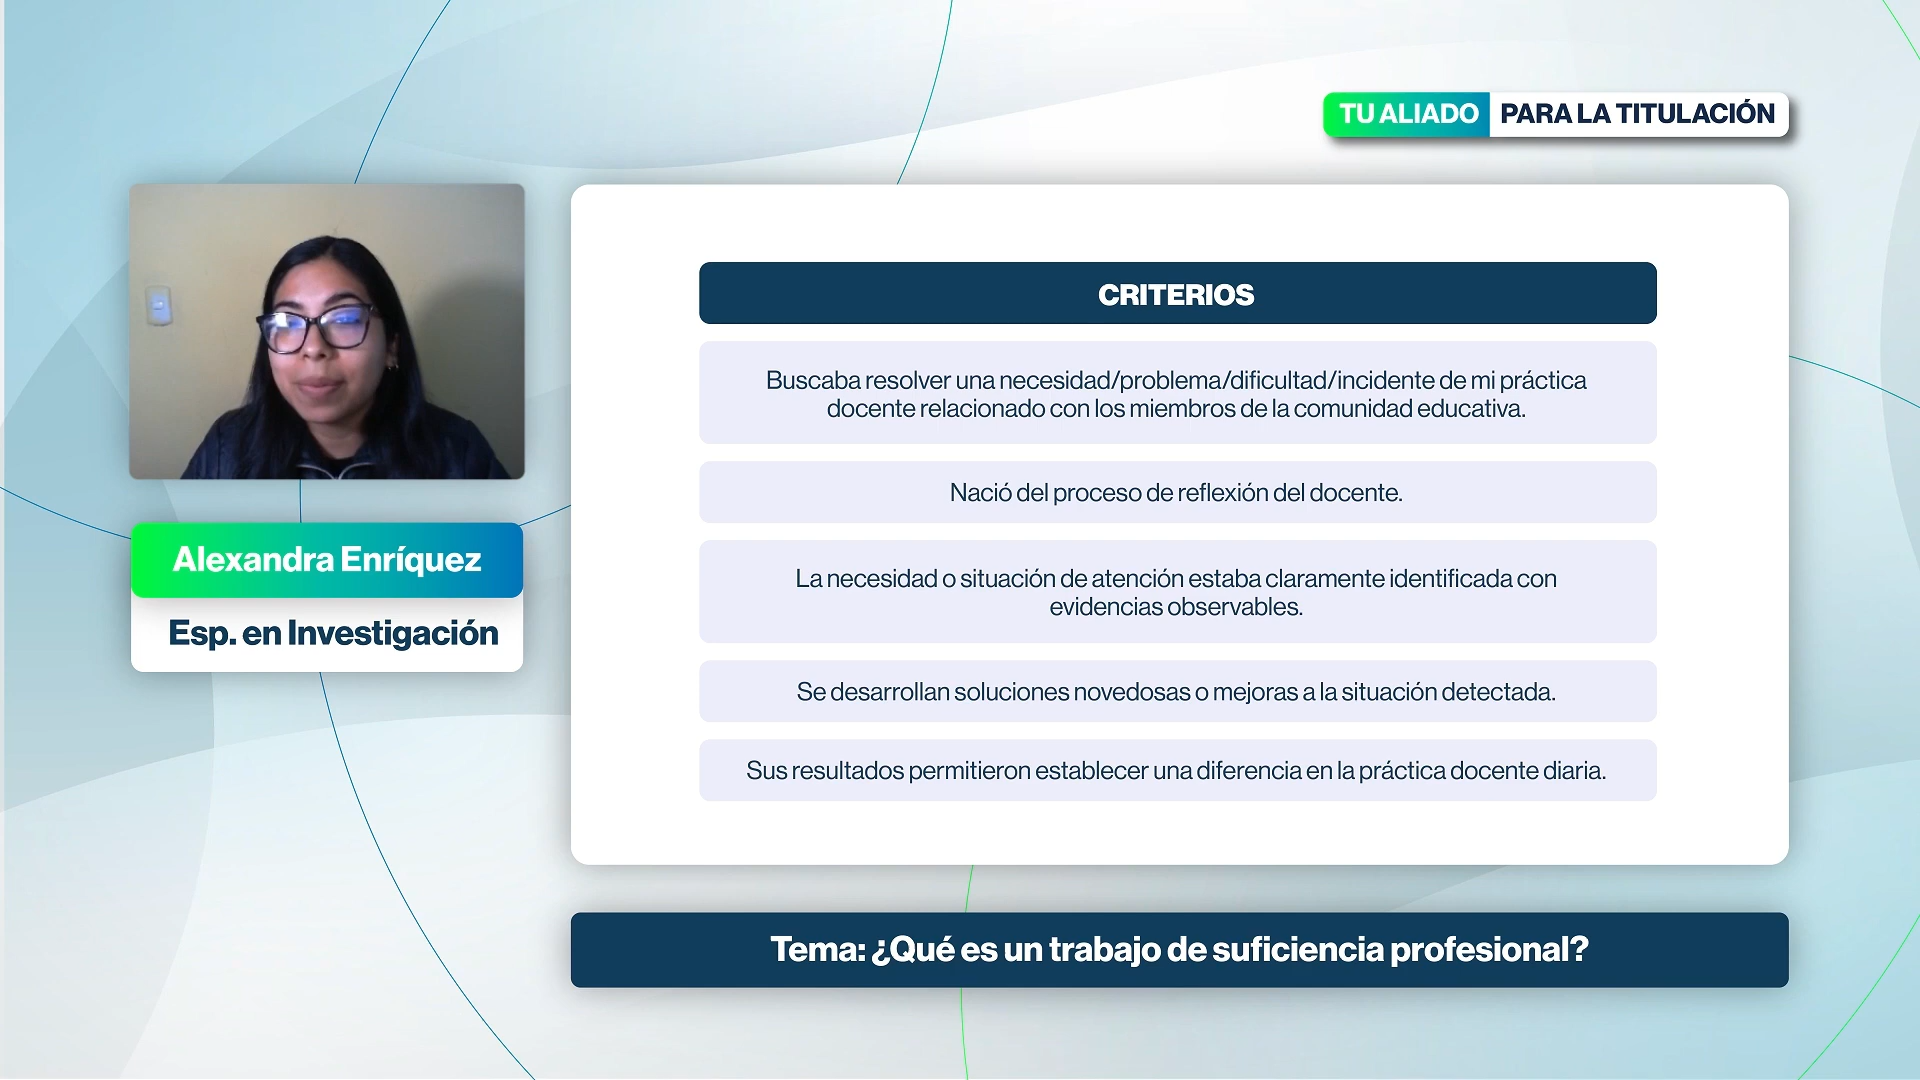 TU ALIADO PARA LA TITULACIÓN
Alexandra Enríquez
Esp. en Investigación
CRITERIOS
Buscaba resolver una necesidad/problema/dificultad/incidente de mi práctica
docente relacionado con los miembros de la comunidad educativa.
Nació del proceso de reflexión del docente.
La necesidad o situación de atención estaba claramente identificada con
evidencias observables.
Se desarrollan soluciones novedosas o mejoras a la situación detectada.
Sus resultados permitieron establecer una diferencia en la práctica docente diaria.
Tema: ¿Qué es un trabajo de suficiencia profesional?